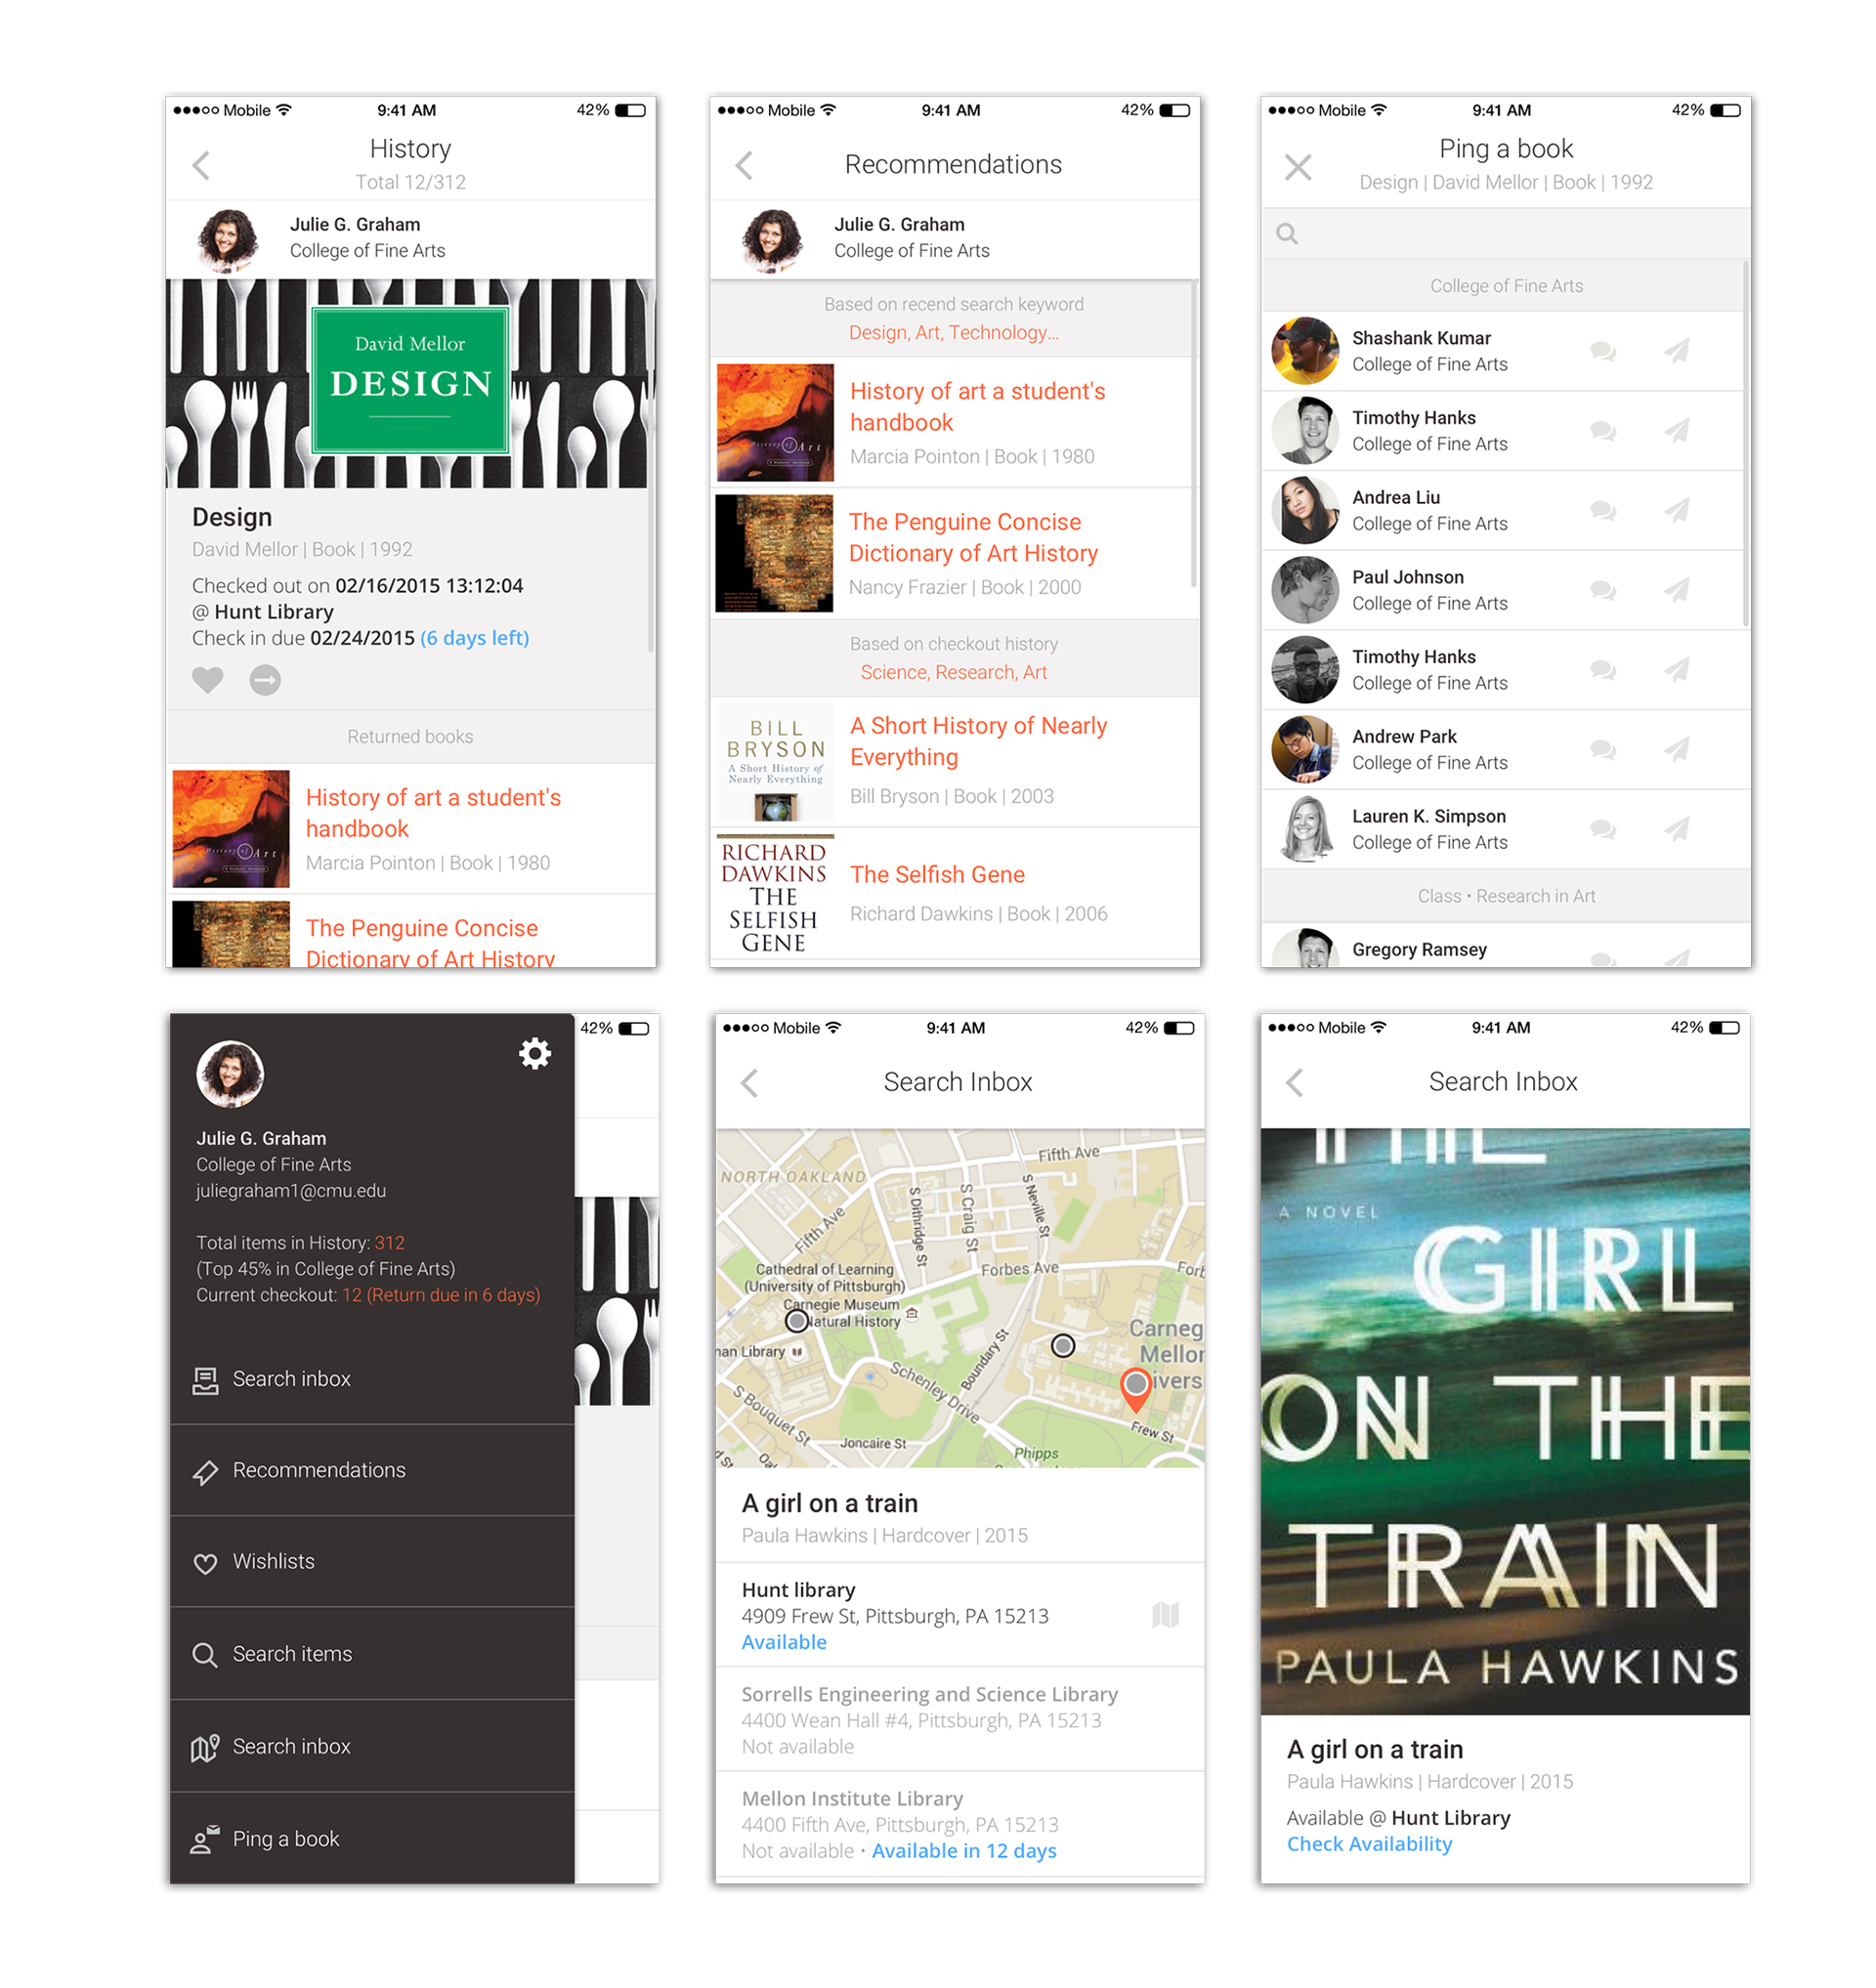 Mobile 9:41 AM 42%
History
Total 12/312
Julie G. Graham
College of Fine Arts
David Mellor
DESIGN
Design
David Mellor | Book | 1992
Checked out on 02/16/2015 13:12:04
@ Hunt Library
Check in due 02/24/2015 (6 days left)
Returned books
History of Art
History of art a student's
handbook
Marcia Pointon | Book | 1980
The Penguine Concise
Dictionary of Art History
Mobile 9:41 AM 42%
Recommendations
Julie G. Graham
College of Fine Arts
Based on recend search keyword
Design, Art, Technology...
History of Art
History of art a student's
handbook
Marcia Pointon | Book | 1980
The Penguine Concise
Dictionary of Art History
Nancy Frazier | Book | 2000
Based on checkout history
Science, Research, Art
BILL
BRYSON
A Short History of
Nearly Everything
A Short History of Nearly
Everything
Bill Bryson | Book | 2003
RICHARD
DAWKINS
THE
SELFISH
GENE
The Selfish Gene
Richard Dawkins | Book | 2006
Mobile 9:41 AM 42%
Ping a book
Design | David Mellor | Book | 1992
College of Fine Arts
Shashank Kumar
College of Fine Arts
Timothy Hanks
College of Fine Arts
Andrea Liu
College of Fine Arts
Paul Johnson
College of Fine Arts
Timothy Hanks
College of Fine Arts
Andrew Park
College of Fine Arts
Lauren K. Simpson
College of Fine Arts
Class • Research in Art
Gregory Ramsey
42%
Julie G. Graham
College of Fine Arts
juliegraham1@cmu.edu
Total items in History: 312
(Top 45% in College of Fine Arts)
Current checkout: 12 (Return due in 6 days)
Search inbox
Recommendations
Wishlists
Search items
Search inbox
Ping a book
Mobile 9:41 AM 42%
Search Inbox
NORTH OAKLAND
Fifth Ave
Fifth Ave
S Dithridge St
S Craig St
S Neville St
Cathedral of Learning
(University of Pittsburgh)
Forbes Ave
Forb
Carnegie Museum
Natural History
nan Library
Carneg
Mellon
ivers
Boundary St
Schenley Drive
S Bouquet St
Joncaire St
Frew St
Phipps
d St
Oa
A girl on a train
Paula Hawkins | Hardcover | 2015
Hunt library
4909 Frew St, Pittsburgh, PA 15213
Available
Sorrells Engineering and Science Library
4400 Wean Hall #4, Pittsburgh, PA 15213
Not available
Mellon Institute Library
4400 Fifth Ave, Pittsburgh, PA 15213
Not available • Available in 12 days
Mobile 9:41 AM 42%
Search Inbox
THE
A NOVEL
GIRL
ON THE
TRAIN
PAULA HAWKINS
A girl on a train
Paula Hawkins | Hardcover | 2015
Available @ Hunt Library
Check Availability